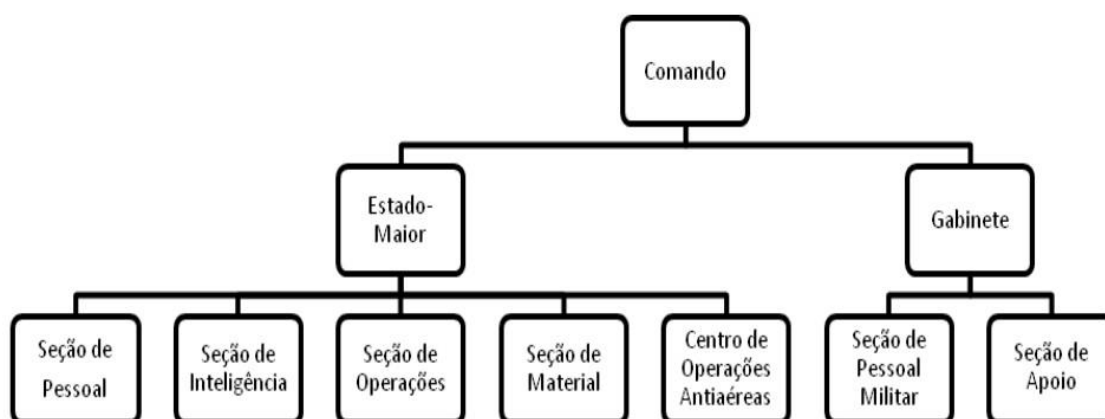 Comando
Estado-
Maior
Gabinete
Seção de
Pessoal
Seção de
Inteligência
Seção de
Operações
Seção de
Material
Centro de
Operações
Antiaéreas
Seção de
Pessoal
Militar
Seção de
Apoio